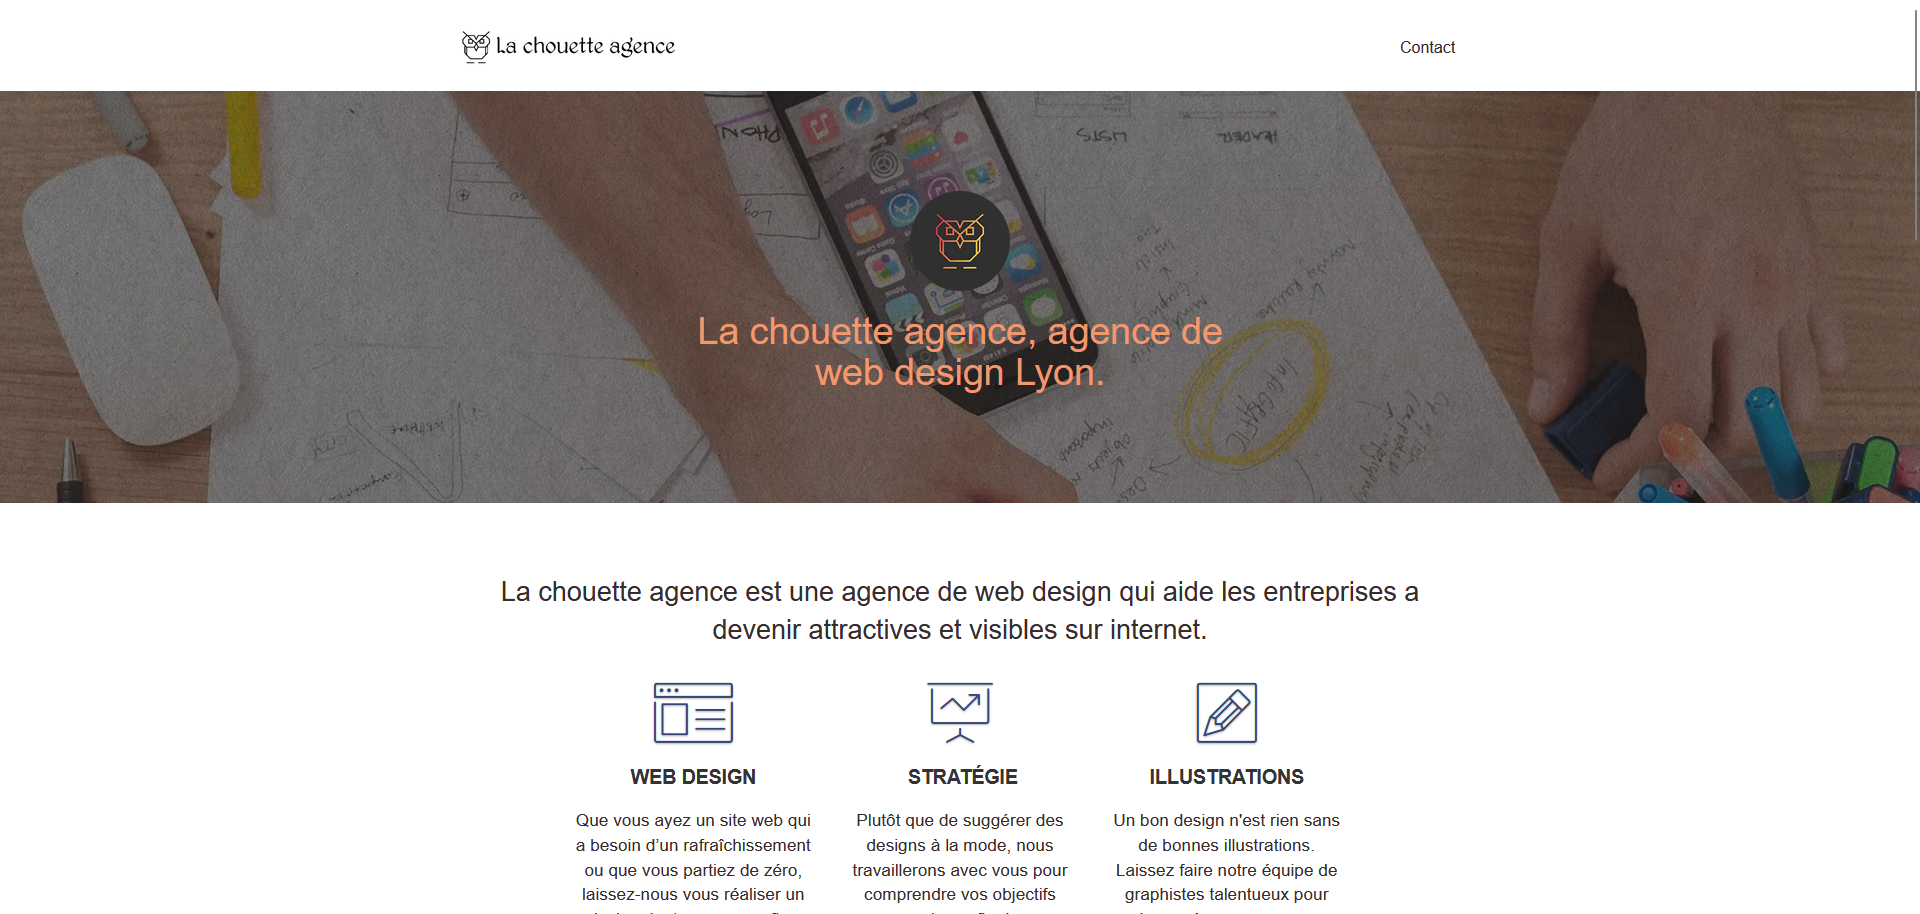 La chouette agence
Contact
PHON
LISTS
HEADER
INFOGRAFIC
La chouette agence, agence de
web design Lyon.
La chouette agence est une agence de web design qui aide les entreprises a
devenir attractives et visibles sur internet.
WEB DESIGN
STRATÉGIE
ILLUSTRATIONS
Que vous ayez un site web qui
a besoin d’un rafraîchissement
ou que vous partiez de zéro,
laissez-nous vous réaliser un
Plutôt que de suggérer des
designs à la mode, nous
travaillerons avec vous pour
comprendre vos objectifs
Un bon design n'est rien sans
de bonnes illustrations.
Laissez faire notre équipe de
graphistes talentueux pour